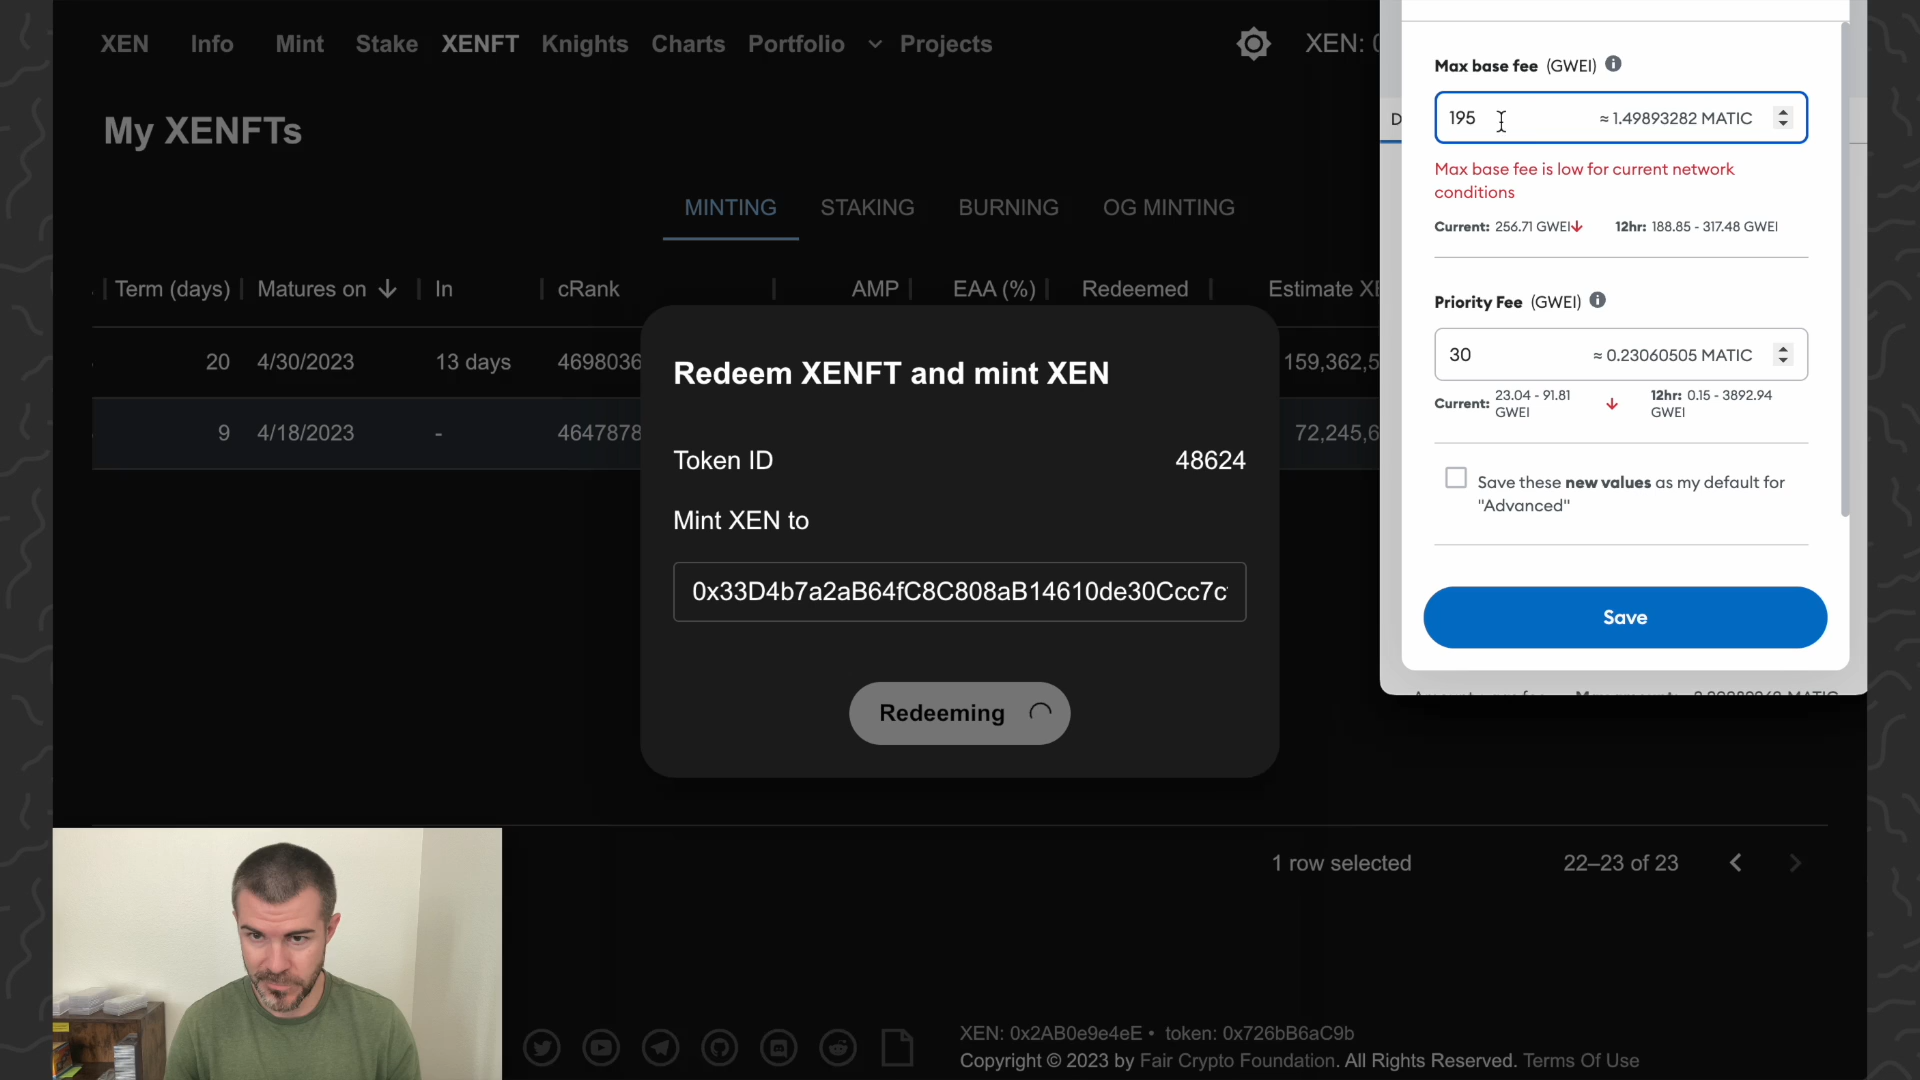 XEN Info Mint Stake XENFT Knights Charts Portfolio Projects XEN:
My XENFTs
MINTING STAKING BURNING OG MINTING
Term (days) Matures on In cRank AMP EAA (%) Redeemed Estimate XE
20 4/30/2023 13 days 4698036 159,362,5
9 4/18/2023 - 4647878 72,245,6
Redeem XENFT and mint XEN
Token ID 48624
Mint XEN to
0x33D4b7a2aB64fC8C808aB14610de30Ccc7c
Redeeming
1 row selected 22–23 of 23
XEN: 0x2AB0e9e4eE • token: 0x726bB6aC9b
Copyright © 2023 by Fair Crypto Foundation. All Rights Reserved. Terms Of Use
D
Max base fee (GWEI)
195 ≈ 1.49893282 MATIC
Max base fee is low for current network
conditions
Current: 256.71 GWEI 12hr: 188.85 - 317.48 GWEI
Priority Fee (GWEI)
30 ≈ 0.23060505 MATIC
Current: 23.04 - 91.81 GWEI 12hr: 0.15 - 3892.94 GWEI
Save these new values as my default for
"Advanced"
Save